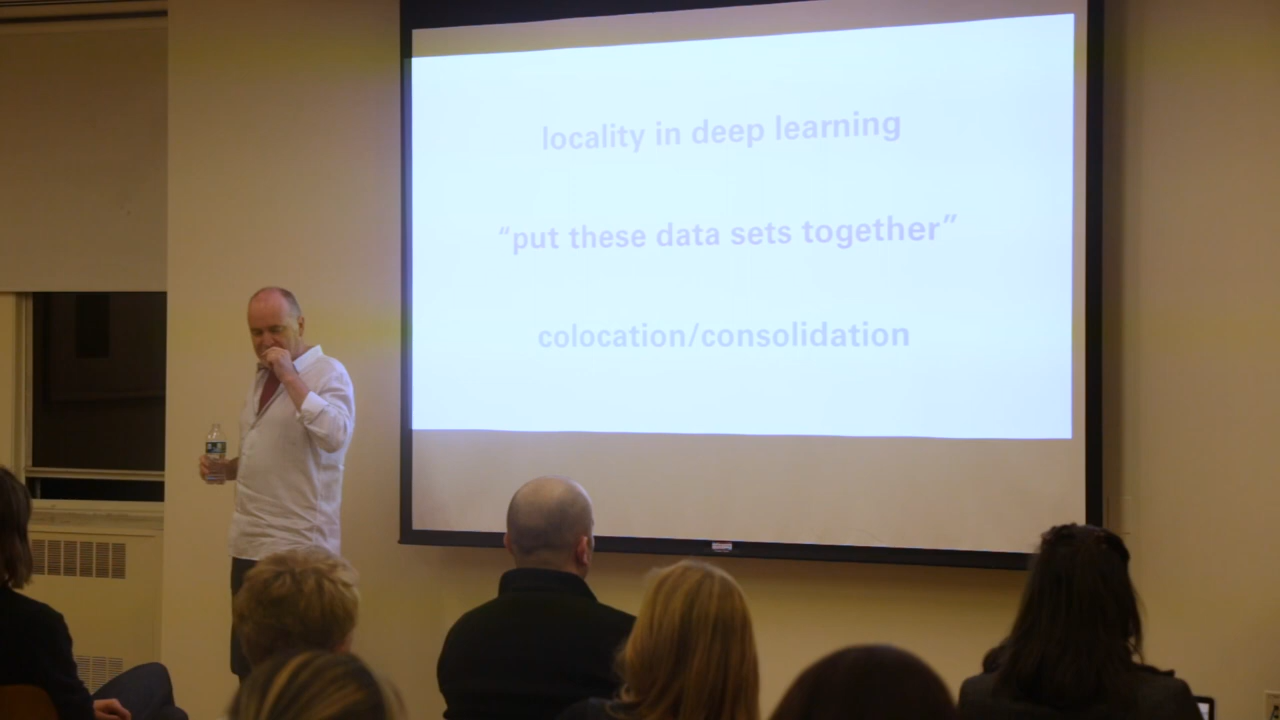 locality in deep learning
“put these data sets together”
colocation/consolidation